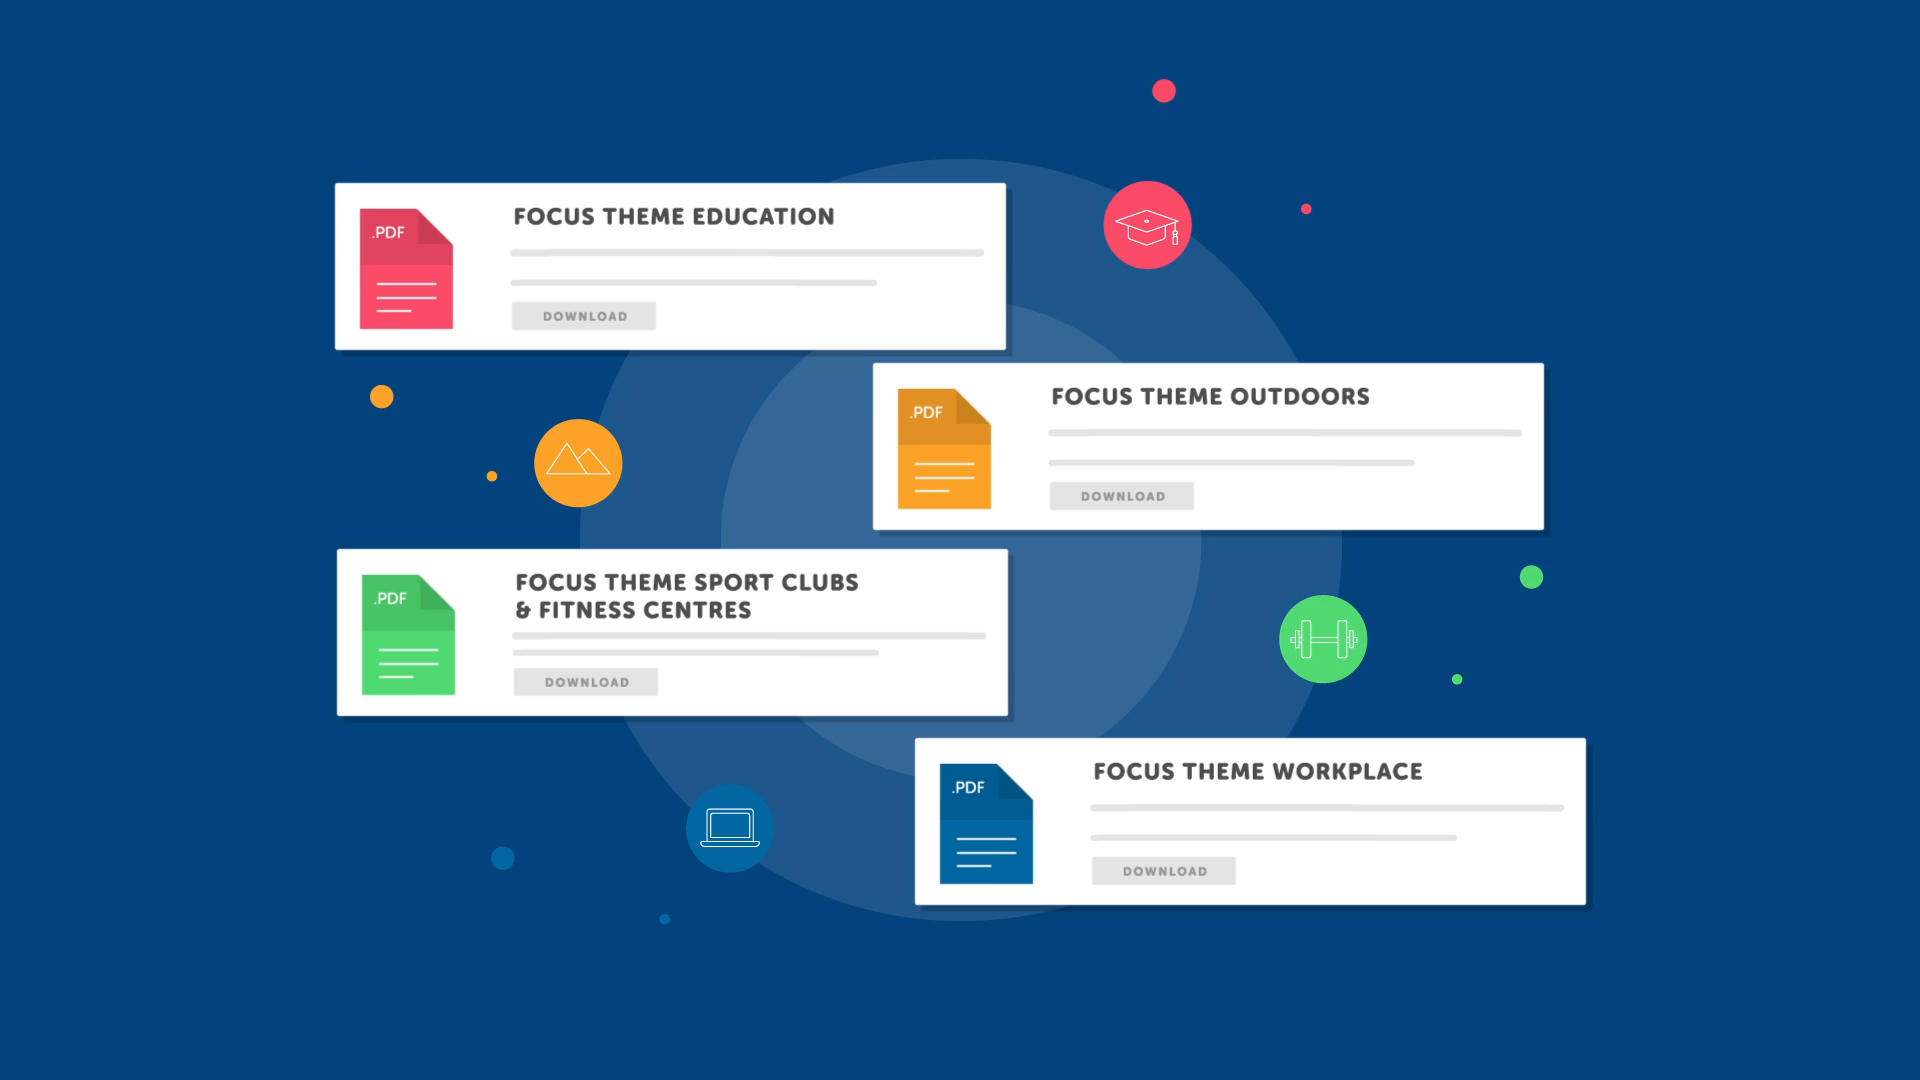 .PDF
FOCUS THEME EDUCATION
DOWNLOAD
.PDF
FOCUS THEME OUTDOORS
DOWNLOAD
.PDF
FOCUS THEME SPORT CLUBS
& FITNESS CENTRES
DOWNLOAD
.PDF
FOCUS THEME WORKPLACE
DOWNLOAD